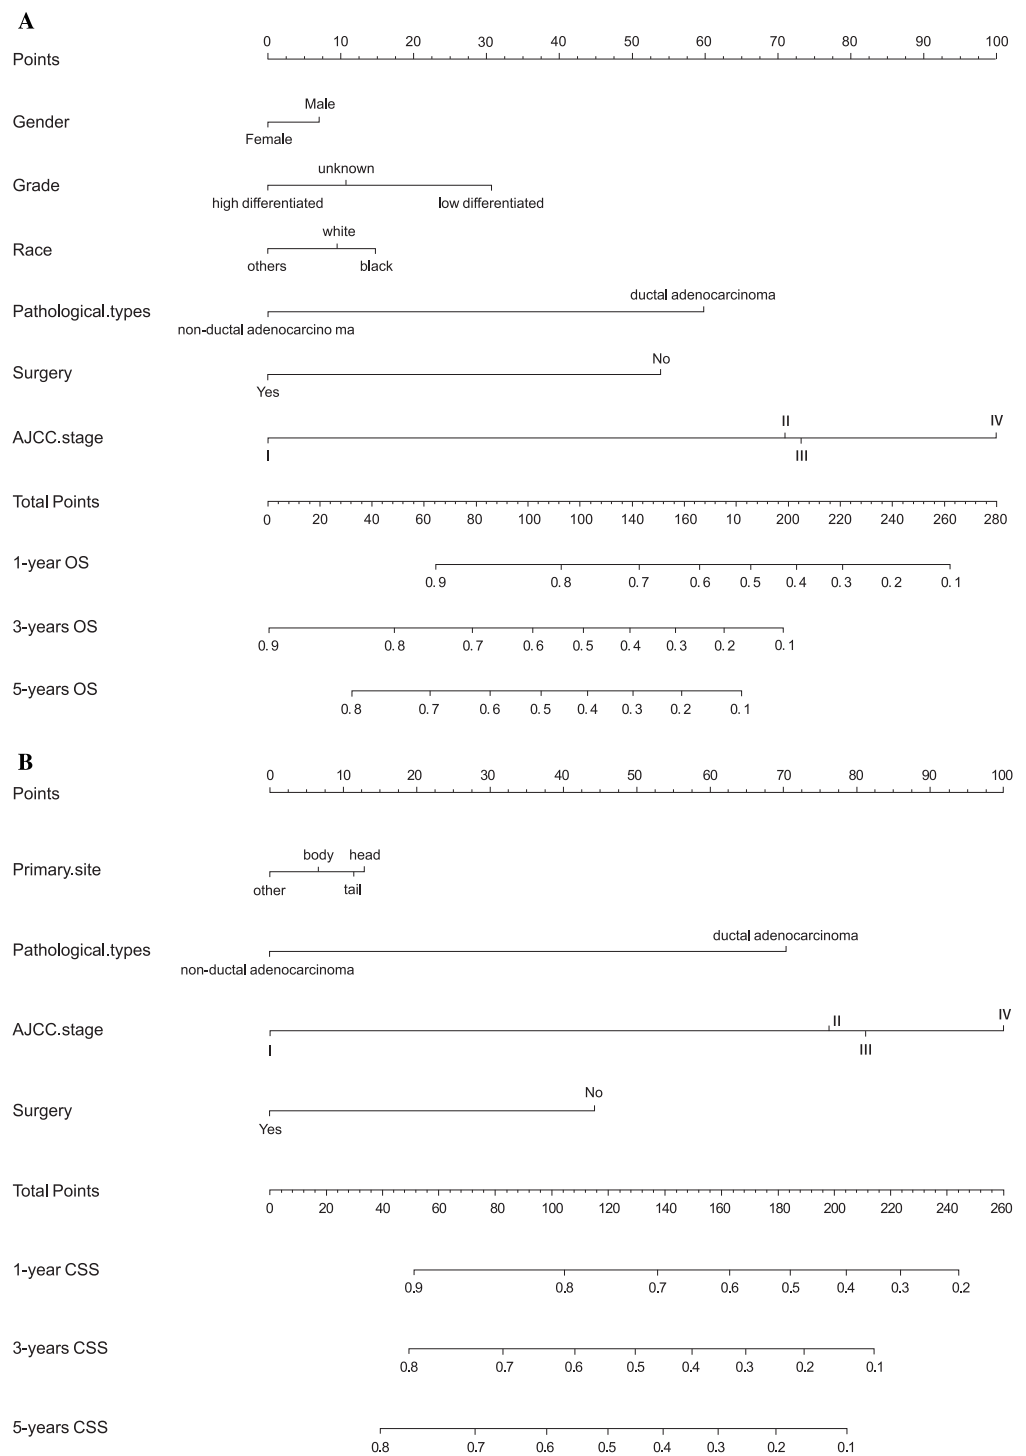 A
0 10 20 30 40 50 60 70 80 90 100
Points
Male
Gender
Female
unknown
Grade
high differentiated low differentiated
white
Race
others black
ductal adenocarcinoma
Pathological.types
non-ductal adenocarcino ma
No
Surgery
Yes
II IV
AJCC.stage
I III
Total Points
0 20 40 60 80 100 120 140 160 10 200 220 240 260 280
1-year OS
0.9 0.8 0.7 0.6 0.5 0.4 0.3 0.2 0.1
3-years OS
0.9 0.8 0.7 0.6 0.5 0.4 0.3 0.2 0.1
5-years OS
0.8 0.7 0.6 0.5 0.4 0.3 0.2 0.1
B
0 10 20 30 40 50 60 70 80 90 100
Points
body head
Primary.site
other tail
ductal adenocarcinoma
Pathological.types
non-ductal adenocarcinoma
II IV
AJCC.stage
I III
No
Surgery
Yes
Total Points
0 20 40 60 80 100 120 140 160 180 200 220 240 260
1-year CSS
0.9 0.8 0.7 0.6 0.5 0.4 0.3 0.2
3-years CSS
0.8 0.7 0.6 0.5 0.4 0.3 0.2 0.1
5-years CSS
0.8 0.7 0.6 0.5 0.4 0.3 0.2 0.1